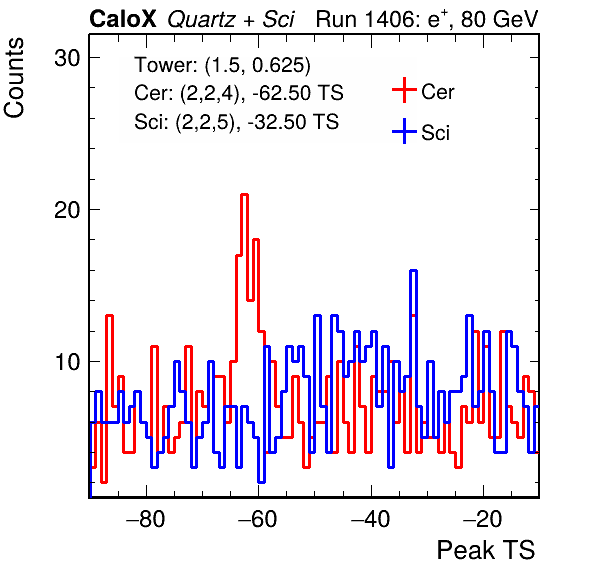 CaloX Quartz + Sci Run 1406: e+, 80 GeV
Counts
30
20
10
Tower: (1.5, 0.625)
Cer: (2,2,4), -62.50 TS
Sci: (2,2,5), -32.50 TS
Cer
Sci
−80 −60 −40 −20
Peak TS